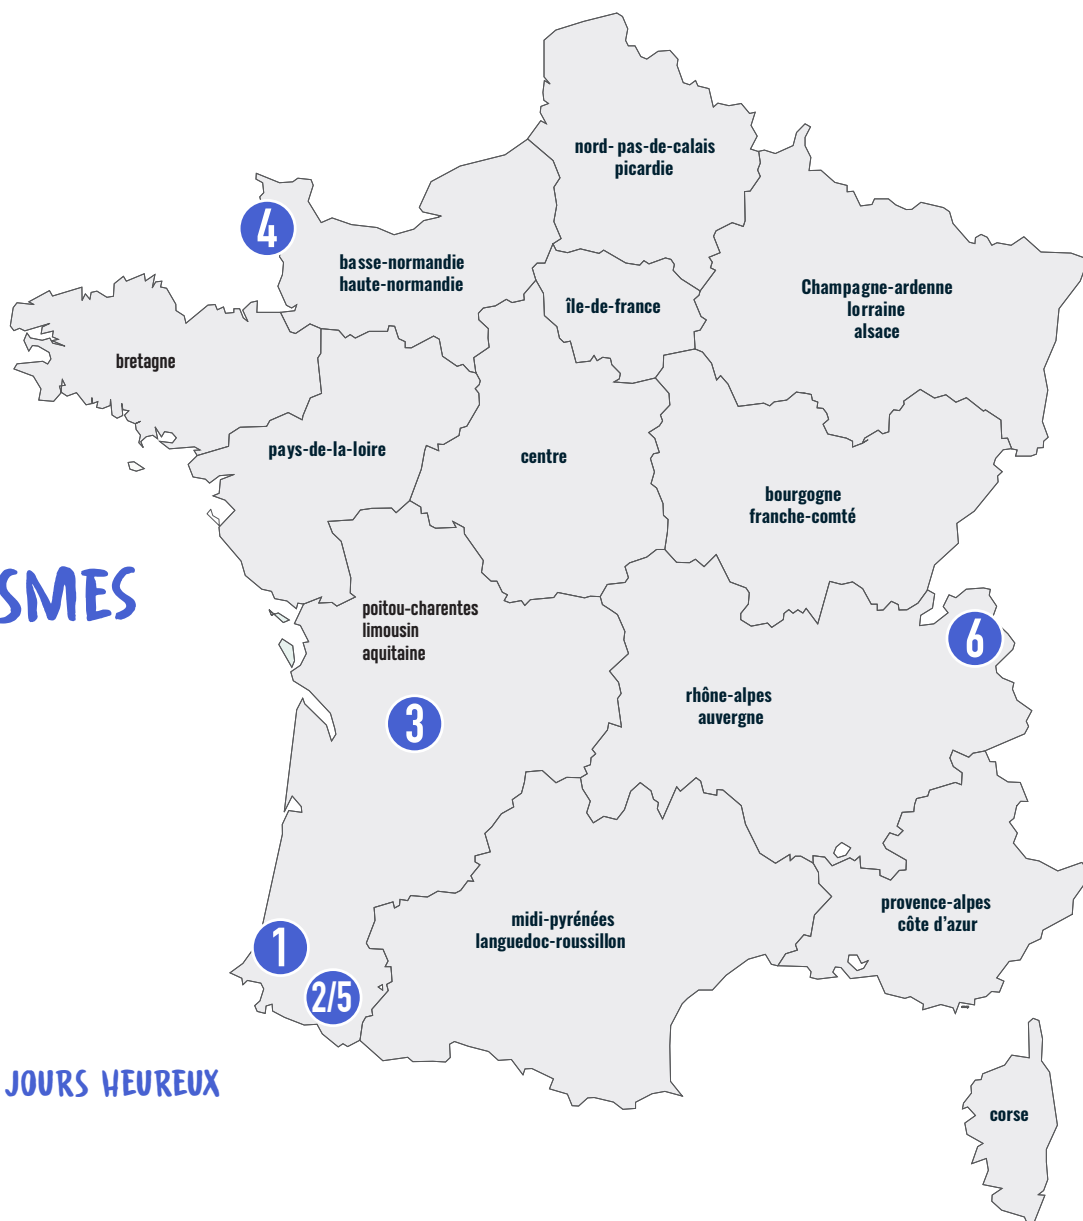 nord- pas-de-calais
picardie
4
basse-normandie
haute-normandie
Champagne-ardenne
lorraine
alsace
île-de-france
bretagne
pays-de-la-loire
centre
bourgogne
franche-comté
SMES
poitou-charentes
limousin
aquitaine
6
rhône-alpes
auvergne
3
provence-alpes
côte d'azur
midi-pyrénées
languedoc-roussillon
1
2/5
JOURS HEUREUX
corse